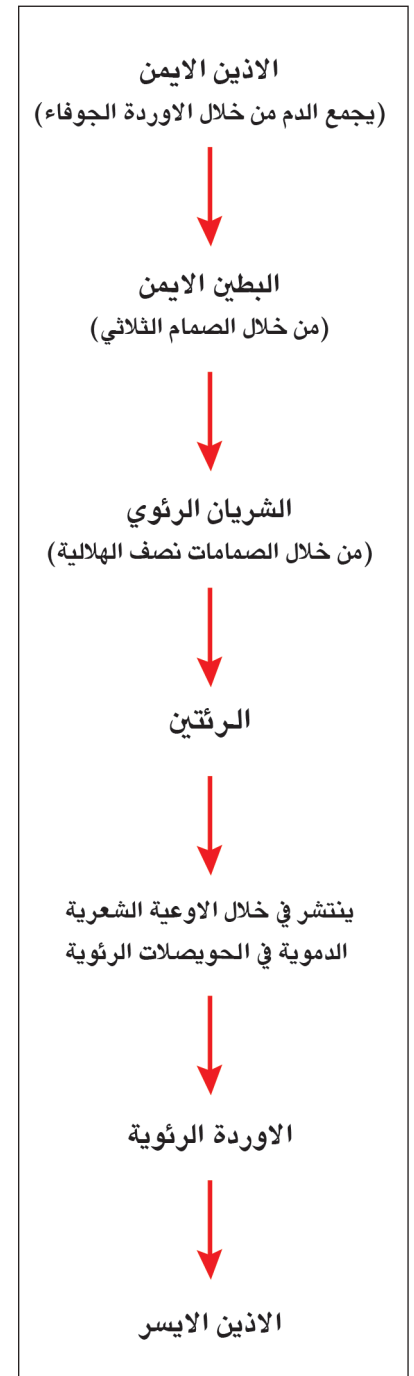 الاذين الايمن
(يجمع الدم من خلال الاوردة الجوفاء)
البطين الايمن
(من خلال الصمام الثلاثي)
الشريان الرئوي
(من خلال الصمامات نصف الهلالية)
الرئتين
ينتشر في خلال الاوعية الشعرية
الدموية في الحويصلات الرئوية
الاوردة الرئوية
الاذين الايسر